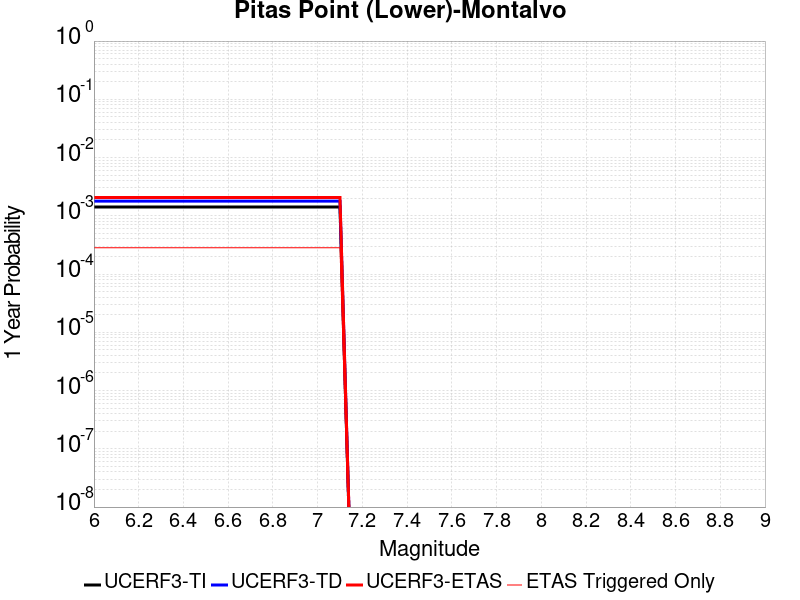 Pitas Point (Lower)-Montalvo
10^0
10^-1
10^-2
10^-3
10^-4
10^-5
10^-6
10^-7
10^-8
1 Year Probability
6 6.2 6.4 6.6 6.8 7 7.2 7.4 7.6 7.8 8 8.2 8.4 8.6 8.8 9
Magnitude
UCERF3-TI UCERF3-TD UCERF3-ETAS ETAS Triggered Only